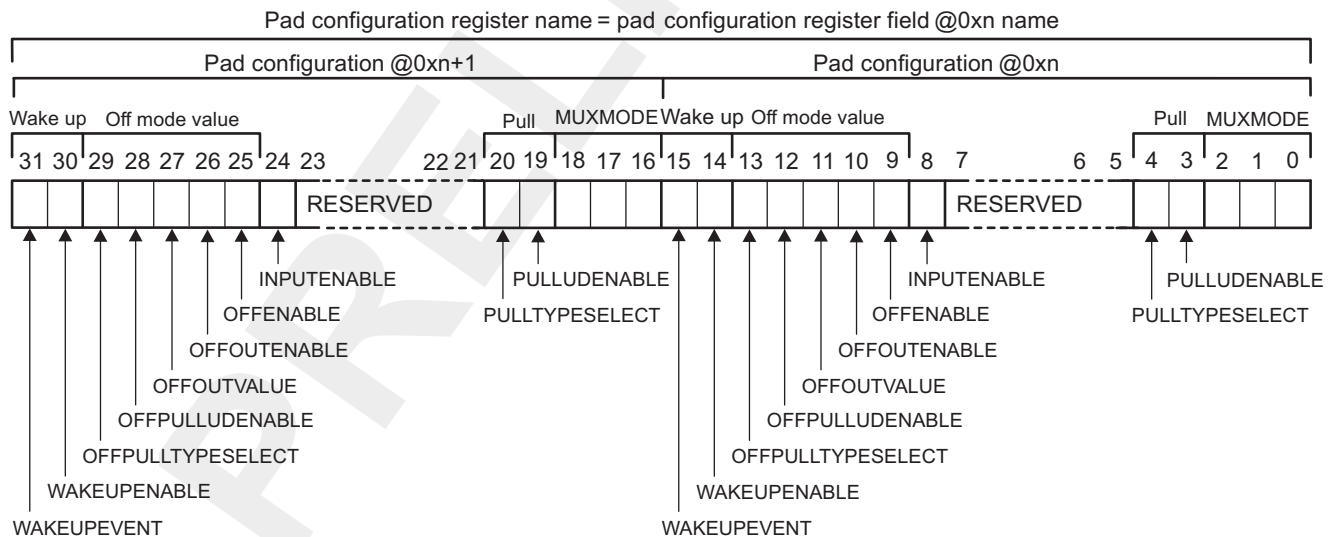 Pad configuration register name = pad configuration register field @0xn name
Pad configuration @0xn+1 Pad configuration @0xn
Wake up Off mode value Pull MUXMODE Wake up Off mode value Pull MUXMODE
31 30 29 28 27 26 25 24 23 22 21 20 19 18 17 16 15 14 13 12 11 10 9 8 7 6 5 4 3 2 1 0
RESERVED RESERVED
INPUTENABLE PULLUDENABLE INPUTENABLE PULLUDENABLE
OFFENABLE PULLTYPESELECT OFFENABLE PULLTYPESELECT
OFFOUTENABLE OFFOUTENABLE
OFFOUTVALUE OFFOUTVALUE
OFFPULLUDENABLE OFFPULLUDENABLE
OFFPULLTYPESELECT OFFPULLTYPESELECT
WAKEUPENABLE WAKEUPENABLE
WAKEUPEVENT WAKEUPEVENT